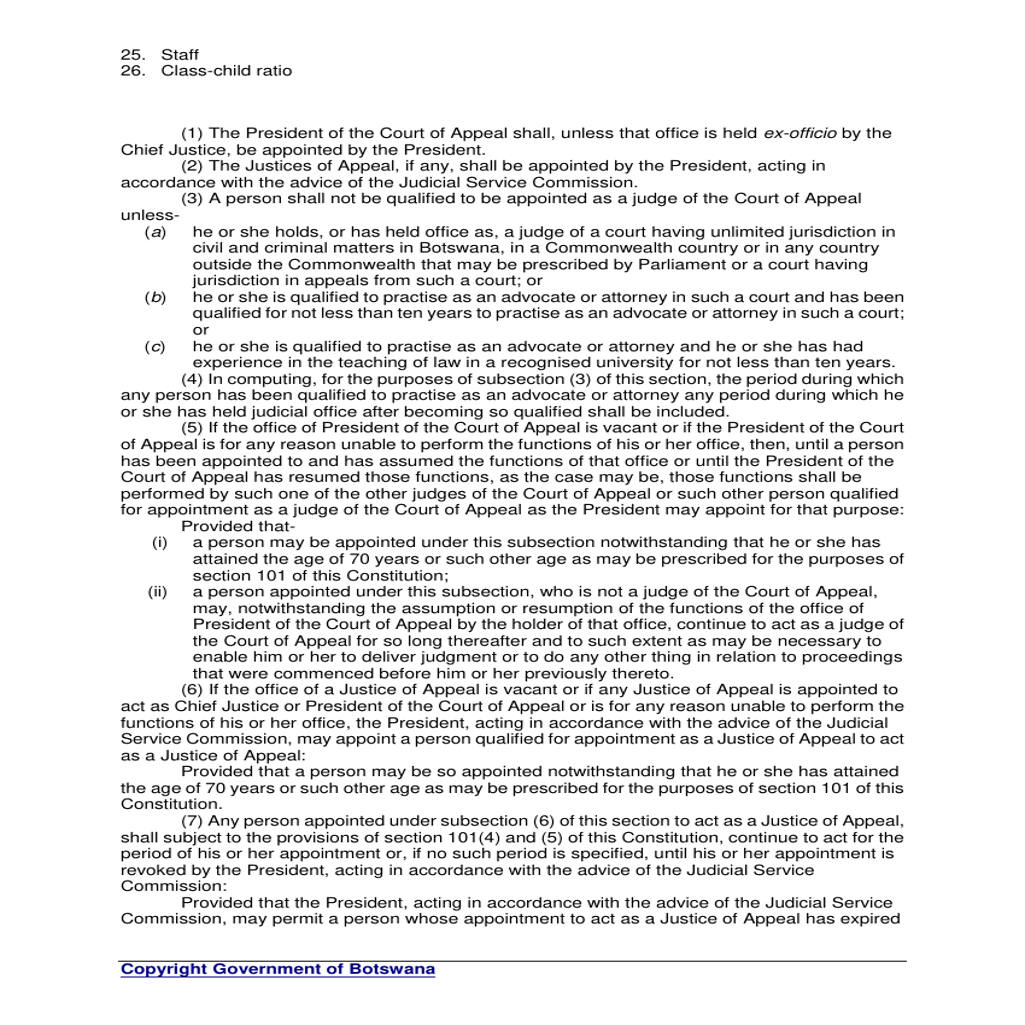 25. Staff
26. Class-child ratio
(1) The President of the Court of Appeal shall, unless that office is held ex-officio by the
Chief Justice, be appointed by the President.
(2) The Justices of Appeal, if any, shall be appointed by the President, acting in
accordance with the advice of the Judicial Service Commission.
(3) A person shall not be qualified to be appointed as a judge of the Court of Appeal
unless-
(a) he or she holds, or has held office as, a judge of a court having unlimited jurisdiction in
civil and criminal matters in Botswana, in a Commonwealth country or in any country
outside the Commonwealth that may be prescribed by Parliament or a court having
jurisdiction in appeals from such a court; or
(b) he or she is qualified to practise as an advocate or attorney in such a court and has been
qualified for not less than ten years to practise as an advocate or attorney in such a court;
or
(c) he or she is qualified to practise as an advocate or attorney and he or she has had
experience in the teaching of law in a recognised university for not less than ten years.
(4) In computing, for the purposes of subsection (3) of this section, the period during which
any person has been qualified to practise as an advocate or attorney any period during which he
or she has held judicial office after becoming so qualified shall be included.
(5) If the office of President of the Court of Appeal is vacant or if the President of the Court
of Appeal is for any reason unable to perform the functions of his or her office, then, until a person
has been appointed to and has assumed the functions of that office or until the President of the
Court of Appeal has resumed those functions, as the case may be, those functions shall be
performed by such one of the other judges of the Court of Appeal or such other person qualified
for appointment as a judge of the Court of Appeal as the President may appoint for that purpose:
Provided that-
(i) a person may be appointed under this subsection notwithstanding that he or she has
attained the age of 70 years or such other age as may be prescribed for the purposes of
section 101 of this Constitution;
(ii) a person appointed under this subsection, who is not a judge of the Court of Appeal,
may, notwithstanding the assumption or resumption of the functions of the office of
President of the Court of Appeal by the holder of that office, continue to act as a judge of
the Court of Appeal for so long thereafter and to such extent as may be necessary to
enable him or her to deliver judgment or to do any other thing in relation to proceedings
that were commenced before him or her previously thereto.
(6) If the office of a Justice of Appeal is vacant or if any Justice of Appeal is appointed to
act as Chief Justice or President of the Court of Appeal or is for any reason unable to perform the
functions of his or her office, the President, acting in accordance with the advice of the Judicial
Service Commission, may appoint a person qualified for appointment as a Justice of Appeal to act
as a Justice of Appeal:
Provided that a person may be so appointed notwithstanding that he or she has attained
the age of 70 years or such other age as may be prescribed for the purposes of section 101 of this
Constitution.
(7) Any person appointed under subsection (6) of this section to act as a Justice of Appeal,
shall subject to the provisions of section 101(4) and (5) of this Constitution, continue to act for the
period of his or her appointment or, if no such period is specified, until his or her appointment is
revoked by the President, acting in accordance with the advice of the Judicial Service
Commission:
Provided that the President, acting in accordance with the advice of the Judicial Service
Commission, may permit a person whose appointment to act as a Justice of Appeal has expired
Copyright Government of Botswana